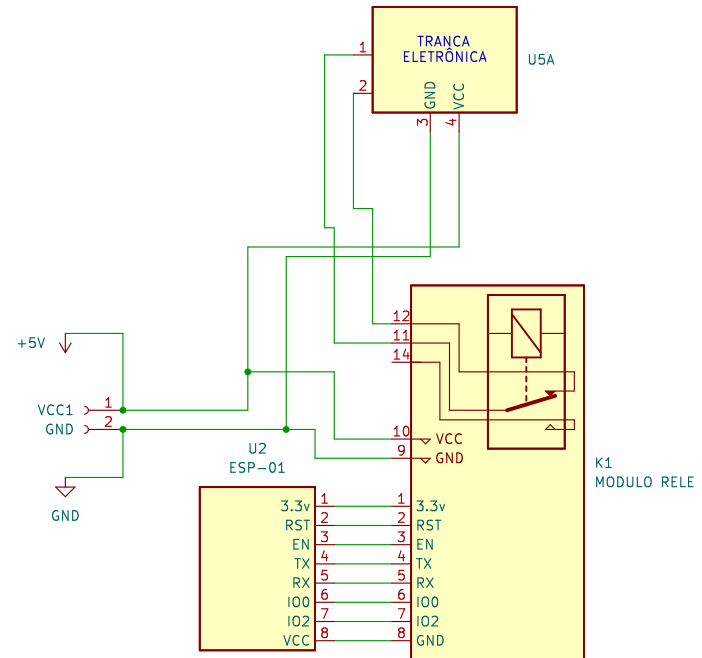 1
TRANCA
ELETRÔNICA
U5A
2
GND
VCC
3
4
12
11
14
+5V
VCC1
1
GND
2
10
VCC
9
GND
K1
MODULO RELE
U2
ESP-01
GND
3.3v
1
1
3.3v
RST
2
2
RST
EN
3
3
EN
TX
4
4
TX
RX
5
5
RX
IO0
6
6
IO0
IO2
7
7
IO2
VCC
8
8
GND